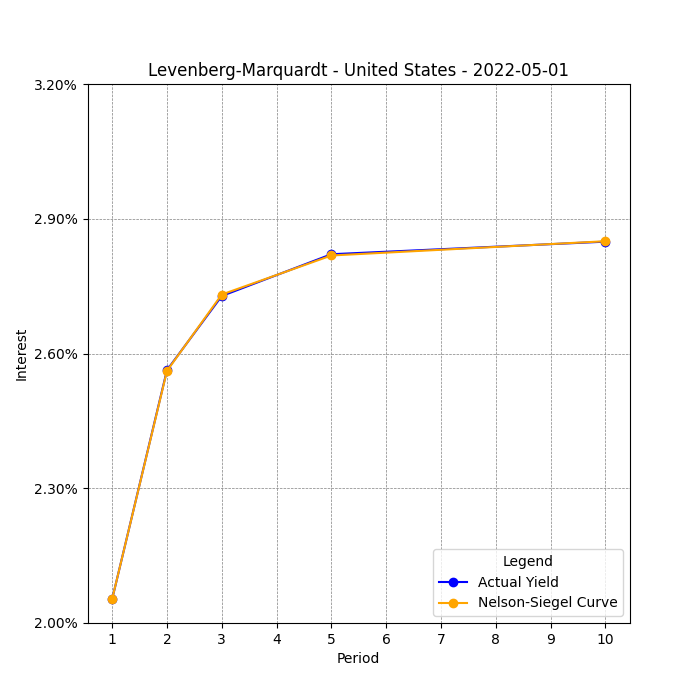 Levenberg-Marquardt - United States - 2022-05-01
3.20%
2.90%
2.60%
2.30%
2.00%
Interest
1 2 3 4 5 6 7 8 9 10
Period
Legend
Actual Yield
Nelson-Siegel Curve